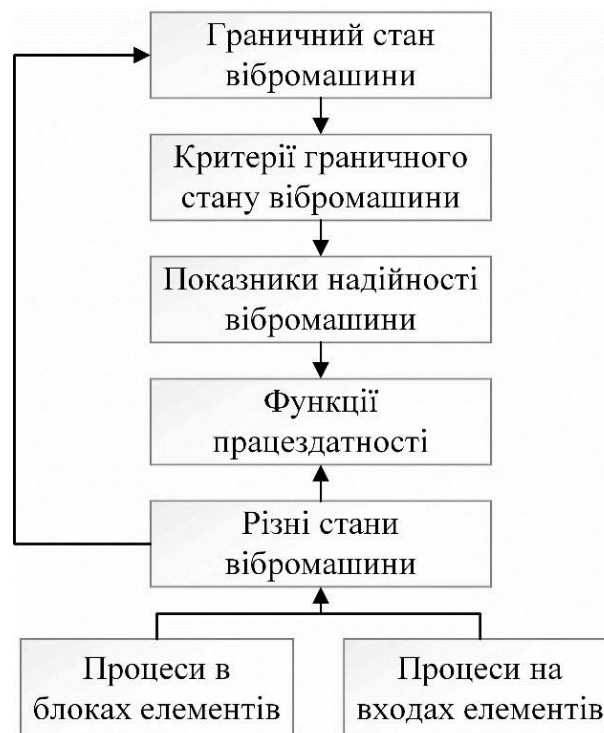 Граничний стан
вібромашини
Критерії граничного
стану вібромашини
Показники надійності
вібромашини
Функції
працездатності
Різні стани
вібромашини
Процеси в
блоках елементів
Процеси на
входах елементів